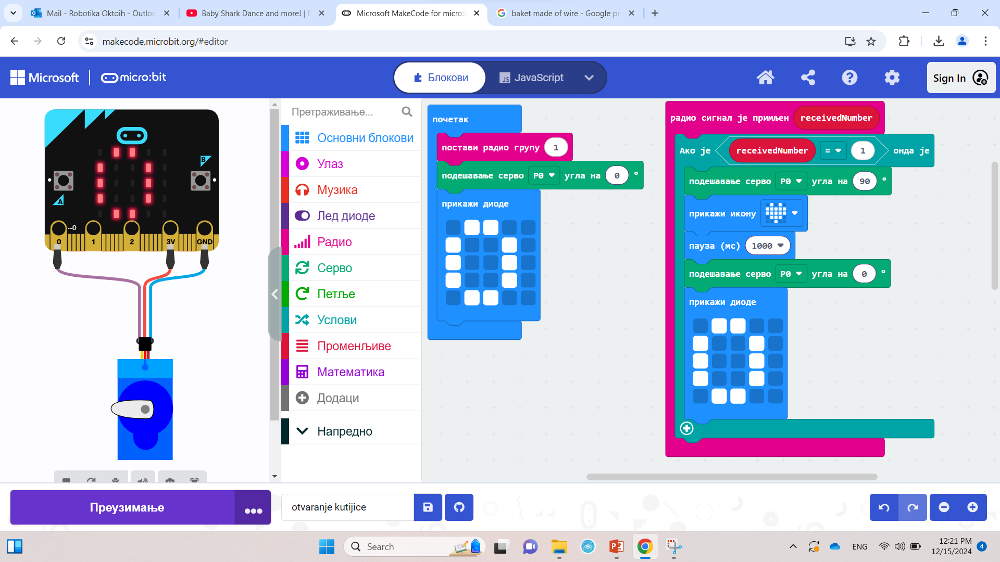 Mail - Robotika Oktoih - Outlo
Baby Shark Dance and more! |
Microsoft MakeCode for micro:
baket made of wire - Google pr
makecode.microbit.org/#editor
Microsoft
micro:bit
Блокови
JS JavaScript
Sign In
B
A
~0
0 1 2 3V GND
Претраживање...
Основни блокови
Улаз
Музика
Лед диоде
Радио
Серво
Петље
Услови
Променљиве
Математика
Додаци
Напредно
почетак
постави радио групу 1
подешавање серво P0 угла на 0 °
прикажи диоде
радио сигнал је примљен receivedNumber
Ако је receivedNumber = 1 онда је
подешавање серво P0 угла на 90 °
прикажи икону
пауза (мс) 1000
подешавање серво P0 угла на 0 °
прикажи диоде
Преузимање
otvaranje kutijice
Search
ENG
12:21 PM
12/15/2024
4